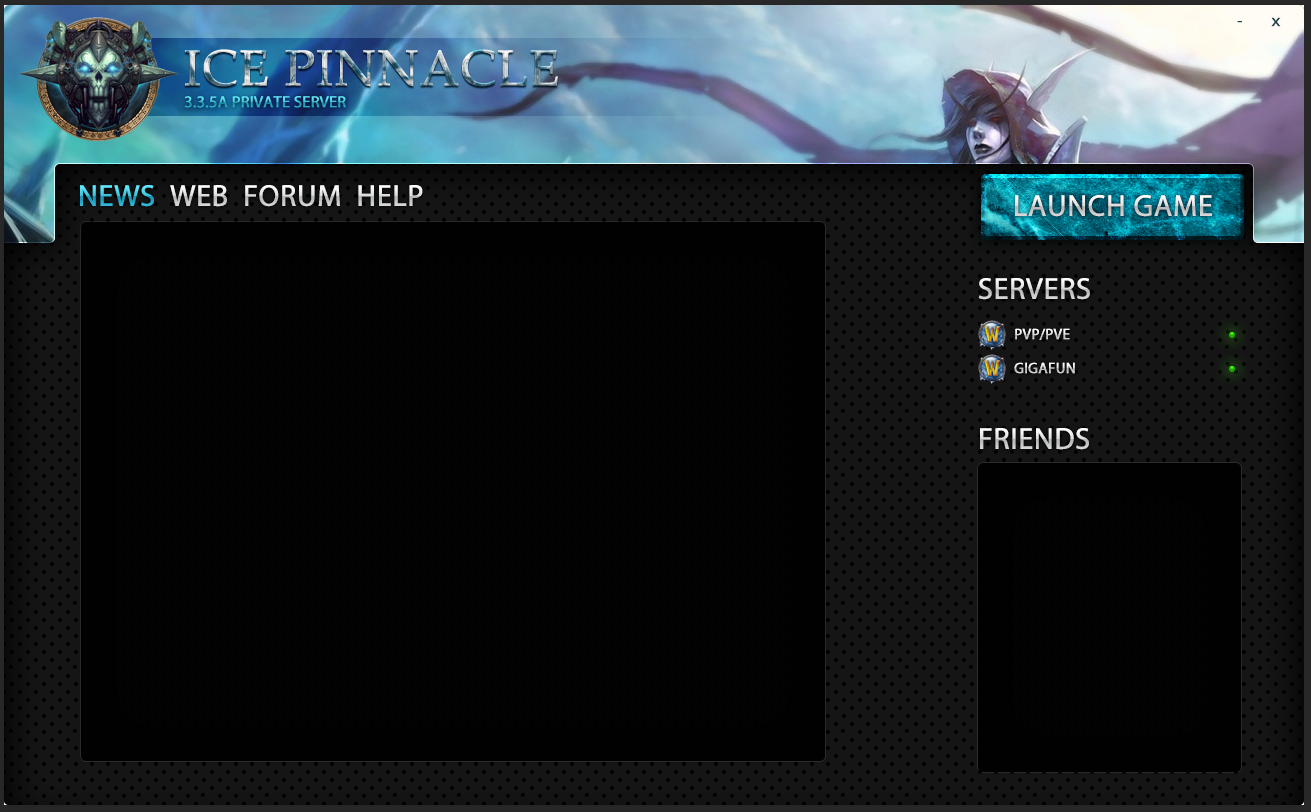 - x
ICE PINNACLE
3.3.5A PRIVATE SERVER
NEWS WEB FORUM HELP
LAUNCH GAME
SERVERS
W PVP/PVE
W GIGAFUN
FRIENDS